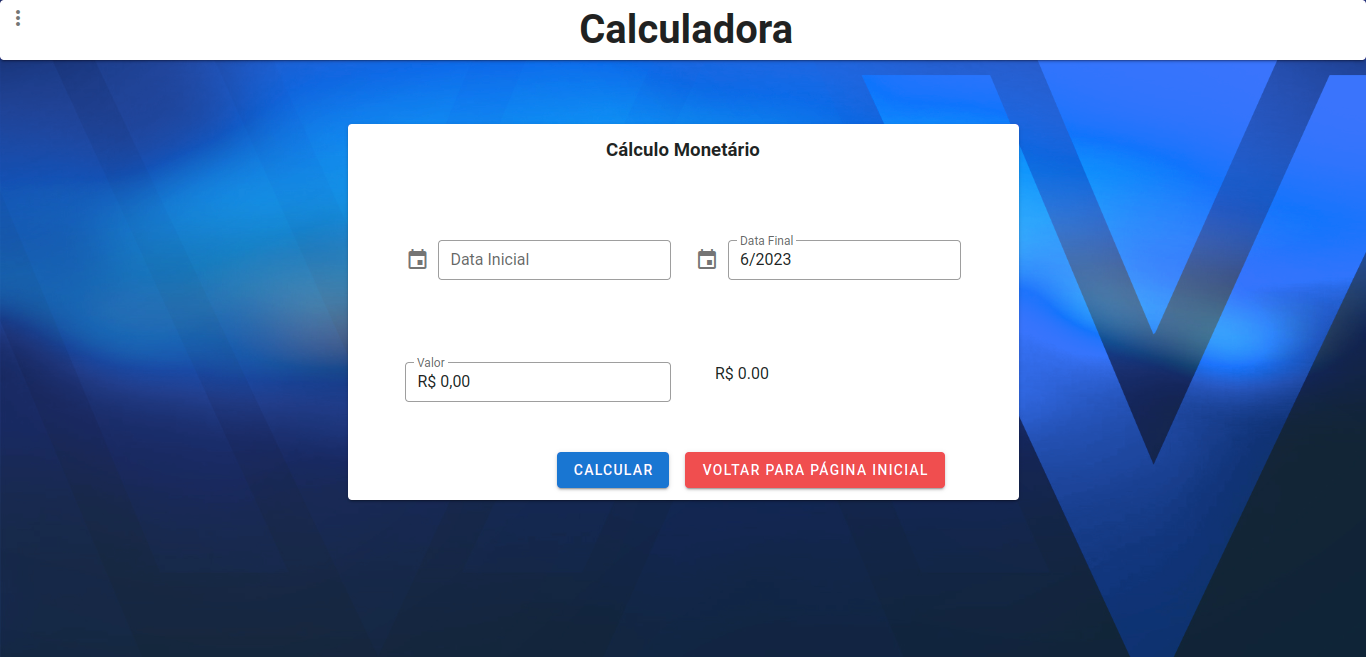 Calculadora
Cálculo Monetário
Data Inicial
Data Final
6/2023
Valor
R$ 0,00
R$ 0.00
CALCULAR
VOLTAR PARA PÁGINA INICIAL